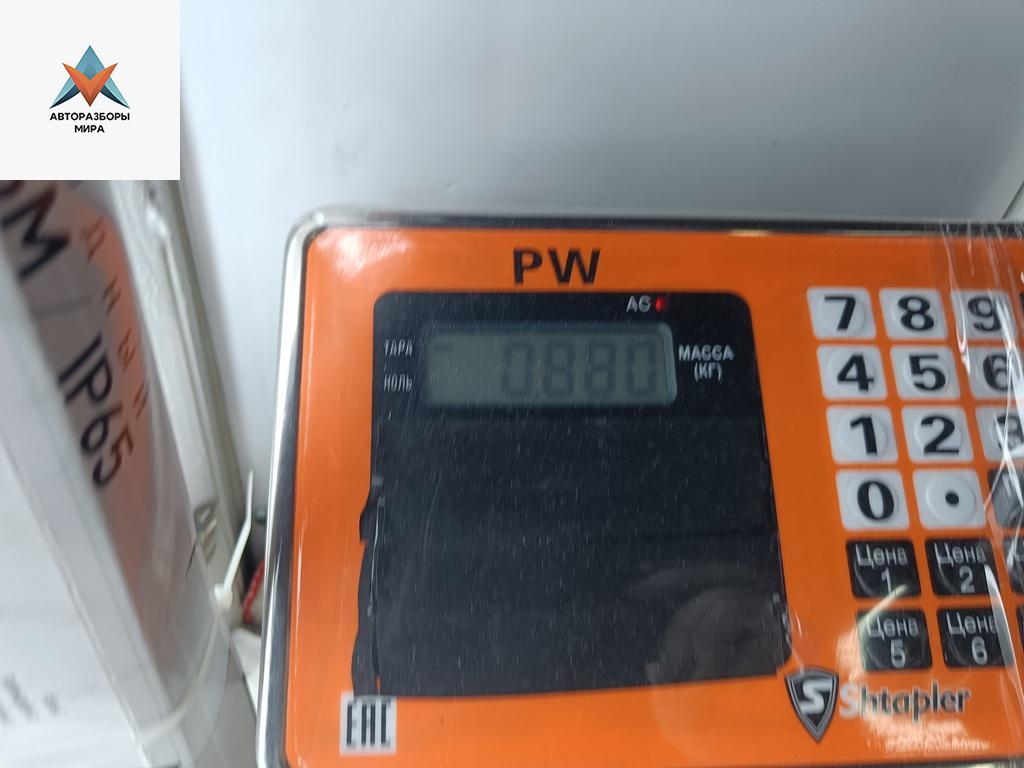 АВТОРАЗБОРЫ
МИРА
/ IP65
PW
AC
ТАРА
НОЛЬ
0.880
МАССА
(КГ)
7 8 9
4 5 6
1 2
0 .
Цена 1
Цена 2
Цена 5
Цена 6
EAC
S Shtapler